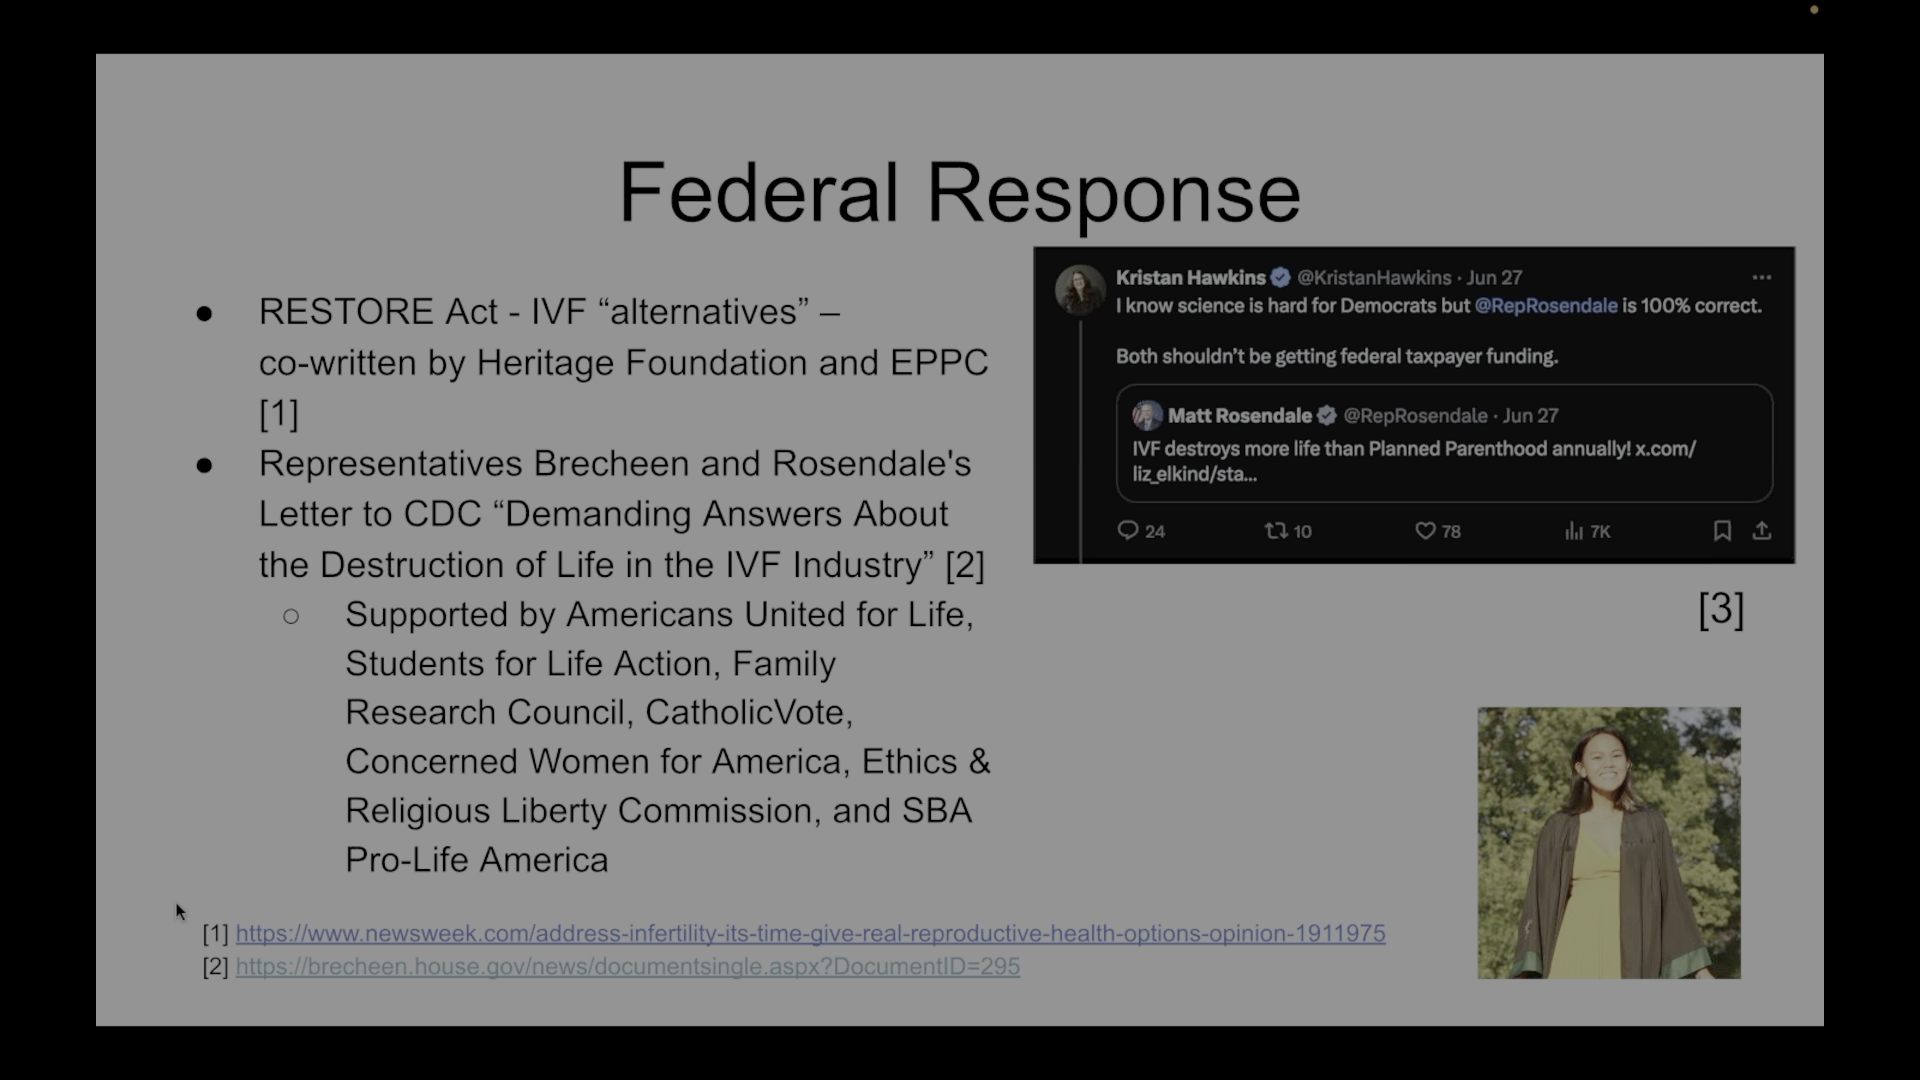 Federal Response
● RESTORE Act - IVF “alternatives” –
co-written by Heritage Foundation and EPPC
[1]
● Representatives Brecheen and Rosendale's
Letter to CDC “Demanding Answers About
the Destruction of Life in the IVF Industry” [2]
○ Supported by Americans United for Life,
Students for Life Action, Family
Research Council, CatholicVote,
Concerned Women for America, Ethics &
Religious Liberty Commission, and SBA
Pro-Life America
Kristan Hawkins @KristanHawkins · Jun 27 ...
I know science is hard for Democrats but @RepRosendale is 100% correct.
Both shouldn’t be getting federal taxpayer funding.
Matt Rosendale @RepRosendale · Jun 27
IVF destroys more life than Planned Parenthood annually! x.com/
liz_elkind/sta...
24 10 78 7K
[3]
[1] https://www.newsweek.com/address-infertility-its-time-give-real-reproductive-health-options-opinion-1911975
[2] https://brecheen.house.gov/news/documentsingle.aspx?DocumentID=295